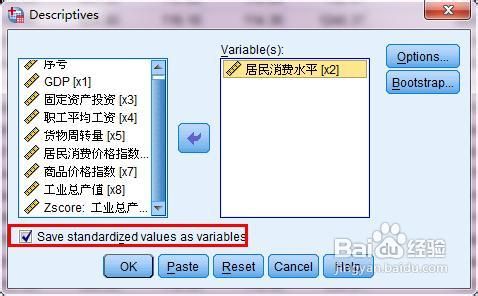 Descriptives
Variable(s):
序号
GDP [x1]
固定资产投资 [x3]
职工平均工资 [x4]
货物周转量 [x5]
居民消费价格指数...
商品价格指数 [x7]
工业总产值 [x8]
Zscore: 工业总产...
居民消费水平 [x2]
Options...
Bootstrap...
Save standardized values as variables
OK
Paste
Reset
Cancel
Help
Baidu 经验
jingyan.baidu.com